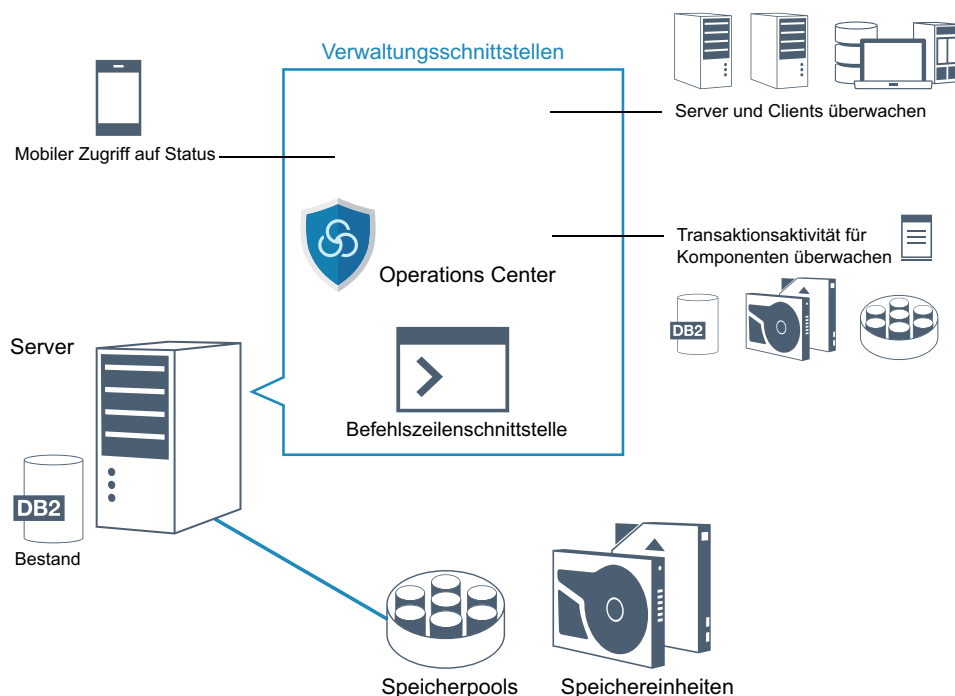 Verwaltungsschnittstellen
Server und Clients überwachen
Mobiler Zugriff auf Status
Transaktionsaktivität für
Komponenten überwachen
Operations Center
DB2
Server
Befehlszeilenschnittstelle
DB2
Bestand
Speicherpools
Speichereinheiten